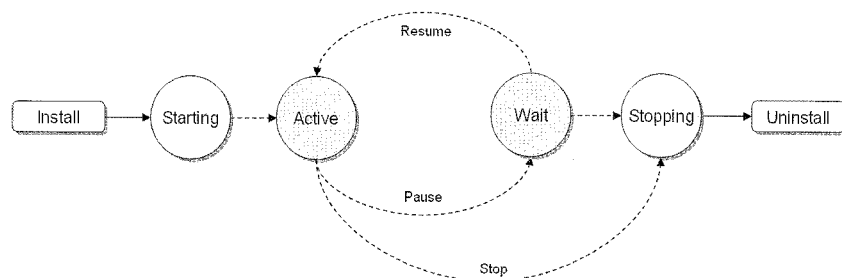 Resume
Install
Starting
Active
Wait
Stopping
Uninstall
Pause
Stop